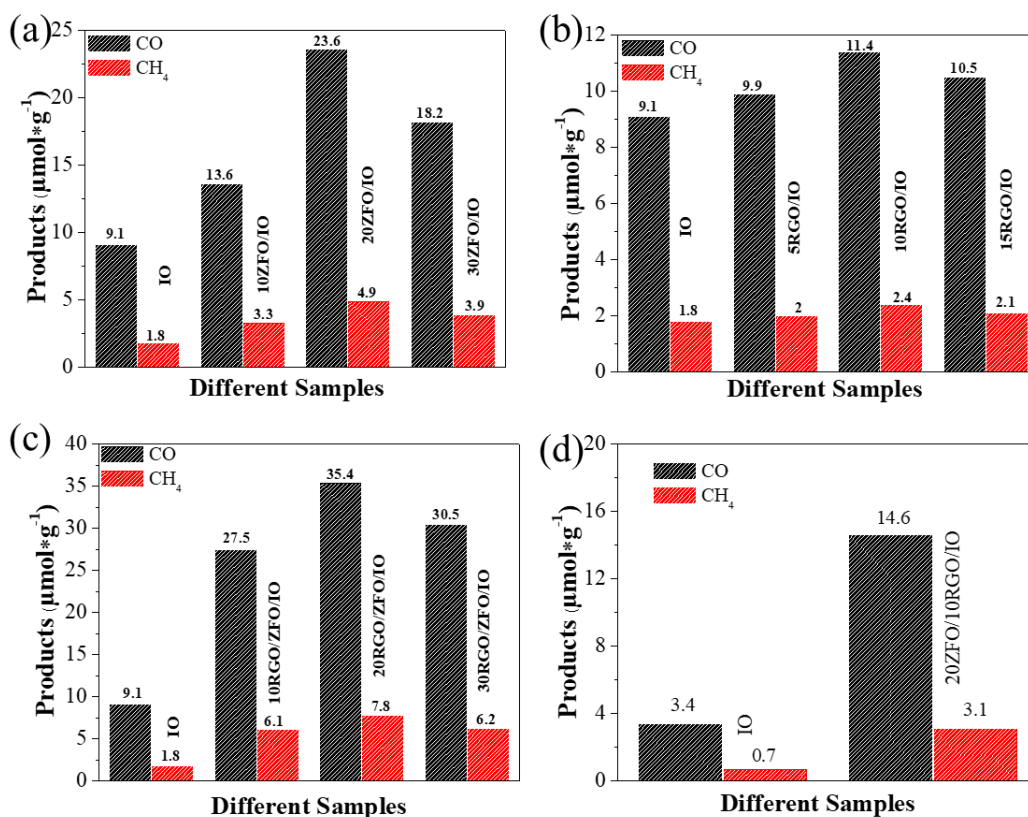 (a)
CO
CH₄
25
20
15
10
5
0
Products (μmol*g⁻¹)
9.1
1.8
IO
13.6
3.3
10ZFO/IO
23.6
4.9
20ZFO/IO
18.2
3.9
30ZFO/IO
Different Samples
(b)
CO
CH₄
12
10
8
6
4
2
0
Products (μmol*g⁻¹)
9.1
1.8
IO
9.9
2
5RGO/IO
11.4
2.4
10RGO/IO
10.5
2.1
15RGO/IO
Different Samples
(c)
CO
CH₄
40
35
30
25
20
15
10
5
0
Products (μmol*g⁻¹)
9.1
1.8
IO
27.5
6.1
10RGO/ZFO/IO
35.4
7.8
20RGO/ZFO/IO
30.5
6.2
30RGO/ZFO/IO
Different Samples
(d)
CO
CH₄
20
16
12
8
4
0
Products (μmol*g⁻¹)
3.4
0.7
IO
14.6
3.1
20ZFO/10RGO/IO
Different Samples